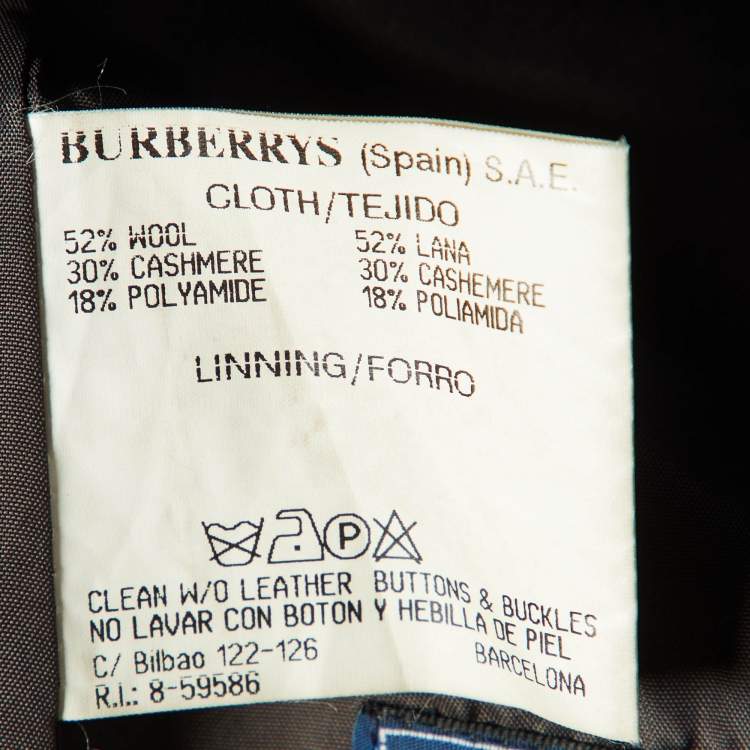 BURBERRYS (Spain) S.A.E.
CLOTH/TEJIDO
52% WOOL 52% LANA
30% CASHMERE 30% CASHEMERE
18% POLYAMIDE 18% POLIAMIDA
LINNING/FORRO
P
CLEAN W/O LEATHER BUTTONS & BUCKLES
NO LAVAR CON BOTON Y HEBILLA DE PIEL
C/ Bilbao 122-126 BARCELONA
R.I.: 8-59586